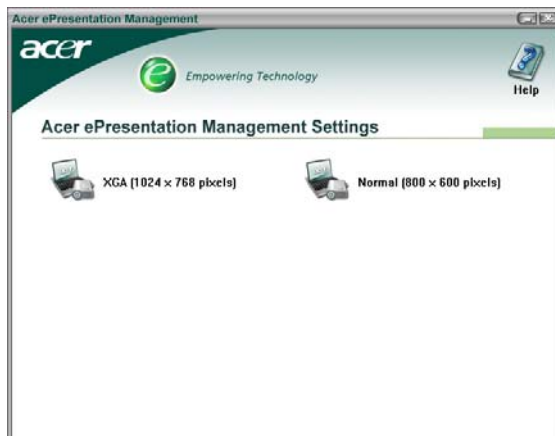 Acer ePresentation Management
acer
Empowering Technology
Help
Acer ePresentation Management Settings
XGA (1024 x 768 pixels)
Normal (800 x 600 pixels)